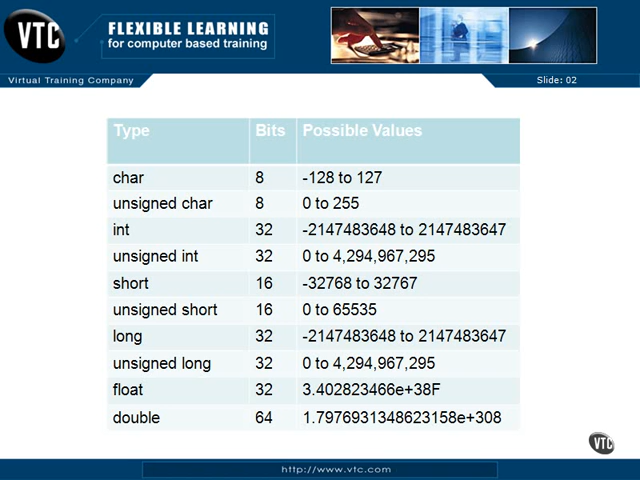 VTC
FLEXIBLE LEARNING
for computer based training
Virtual Training Company
Slide: 02
Type Bits Possible Values
char 8 -128 to 127
unsigned char 8 0 to 255
int 32 -2147483648 to 2147483647
unsigned int 32 0 to 4,294,967,295
short 16 -32768 to 32767
unsigned short 16 0 to 65535
long 32 -2147483648 to 2147483647
unsigned long 32 0 to 4,294,967,295
float 32 3.402823466e+38F
double 64 1.7976931348623158e+308
VTC
http://www.vtc.com